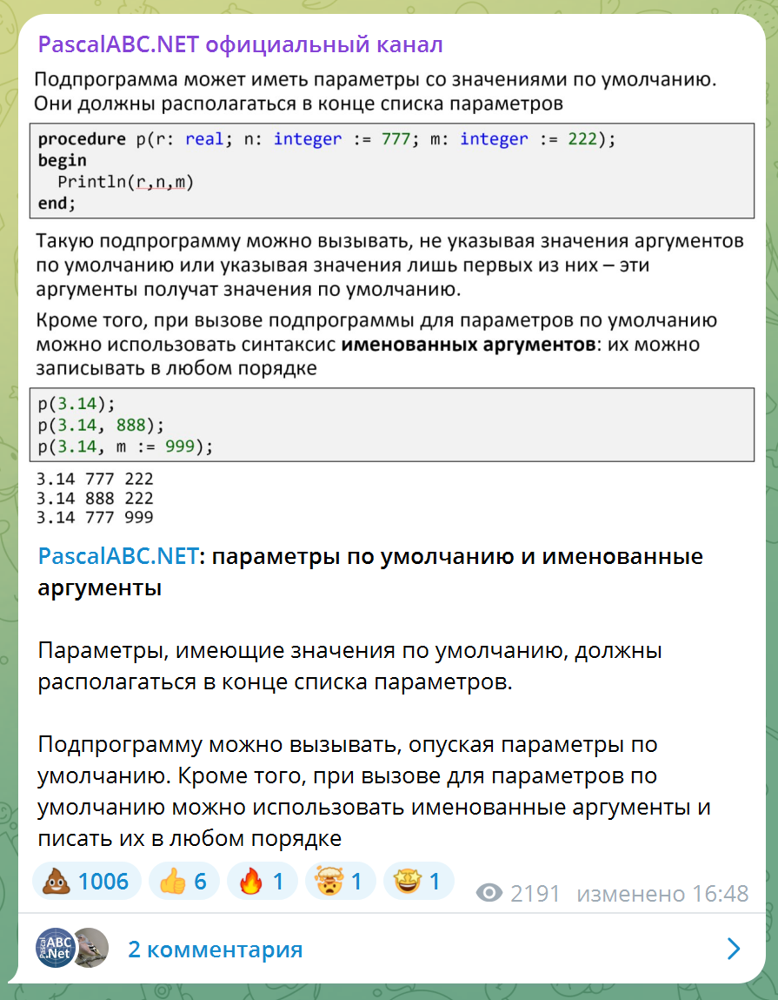 PascalABC.NET официальный канал
Подпрограмма может иметь параметры со значениями по умолчанию.
Они должны располагаться в конце списка параметров
procedure p(r: real; n: integer := 777; m: integer := 222);
begin
Println(r,n,m)
end;
Такую подпрограмму можно вызывать, не указывая значения аргументов
по умолчанию или указывая значения лишь первых из них – эти
аргументы получат значения по умолчанию.
Кроме того, при вызове подпрограммы для параметров по умолчанию
можно использовать синтаксис именованных аргументов: их можно
записывать в любом порядке
p(3.14);
p(3.14, 888);
p(3.14, m := 999);
3.14 777 222
3.14 888 222
3.14 777 999
PascalABC.NET: параметры по умолчанию и именованные
аргументы
Параметры, имеющие значения по умолчанию, должны
располагаться в конце списка параметров.
Подпрограмму можно вызывать, опуская параметры по
умолчанию. Кроме того, при вызове для параметров по
умолчанию можно использовать именованные аргументы и
писать их в любом порядке
1006 6 1 1 1
2191 изменено 16:48
Pascal ABC .Net
2 комментария